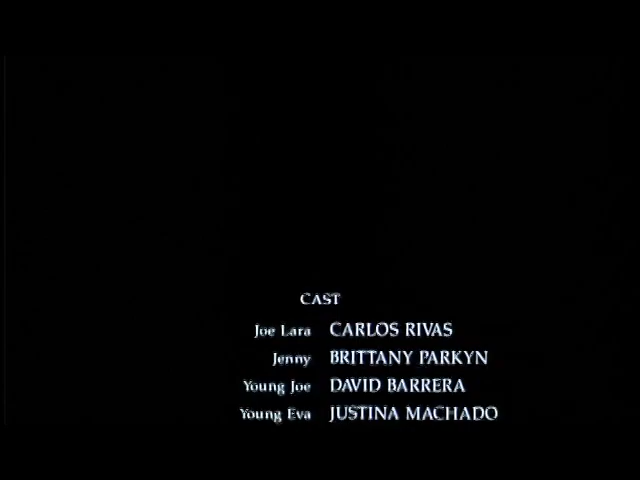 CAST
Joe Lara CARLOS RIVAS
Jenny BRITTANY PARKYN
Young Joe DAVID BARRERA
Young Eva JUSTINA MACHADO